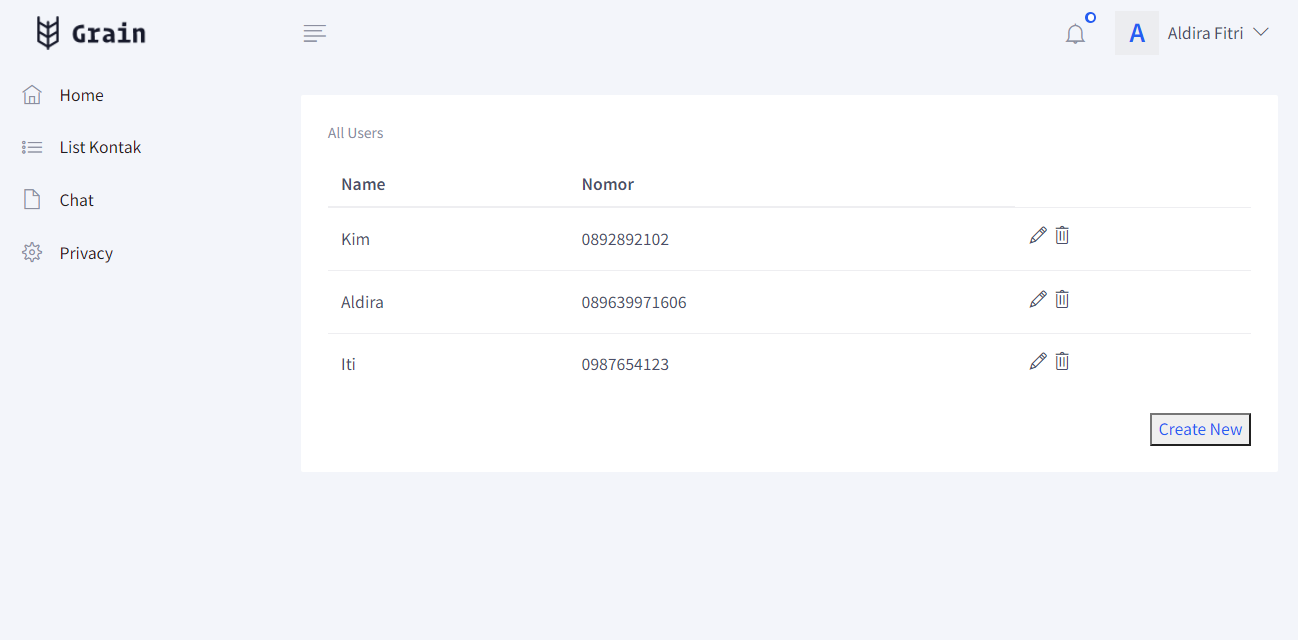 Grain
A Aldira Fitri
Home
List Kontak
Chat
Privacy
All Users
Name Nomor
Kim 0892892102
Aldira 089639971606
Iti 0987654123
Create New